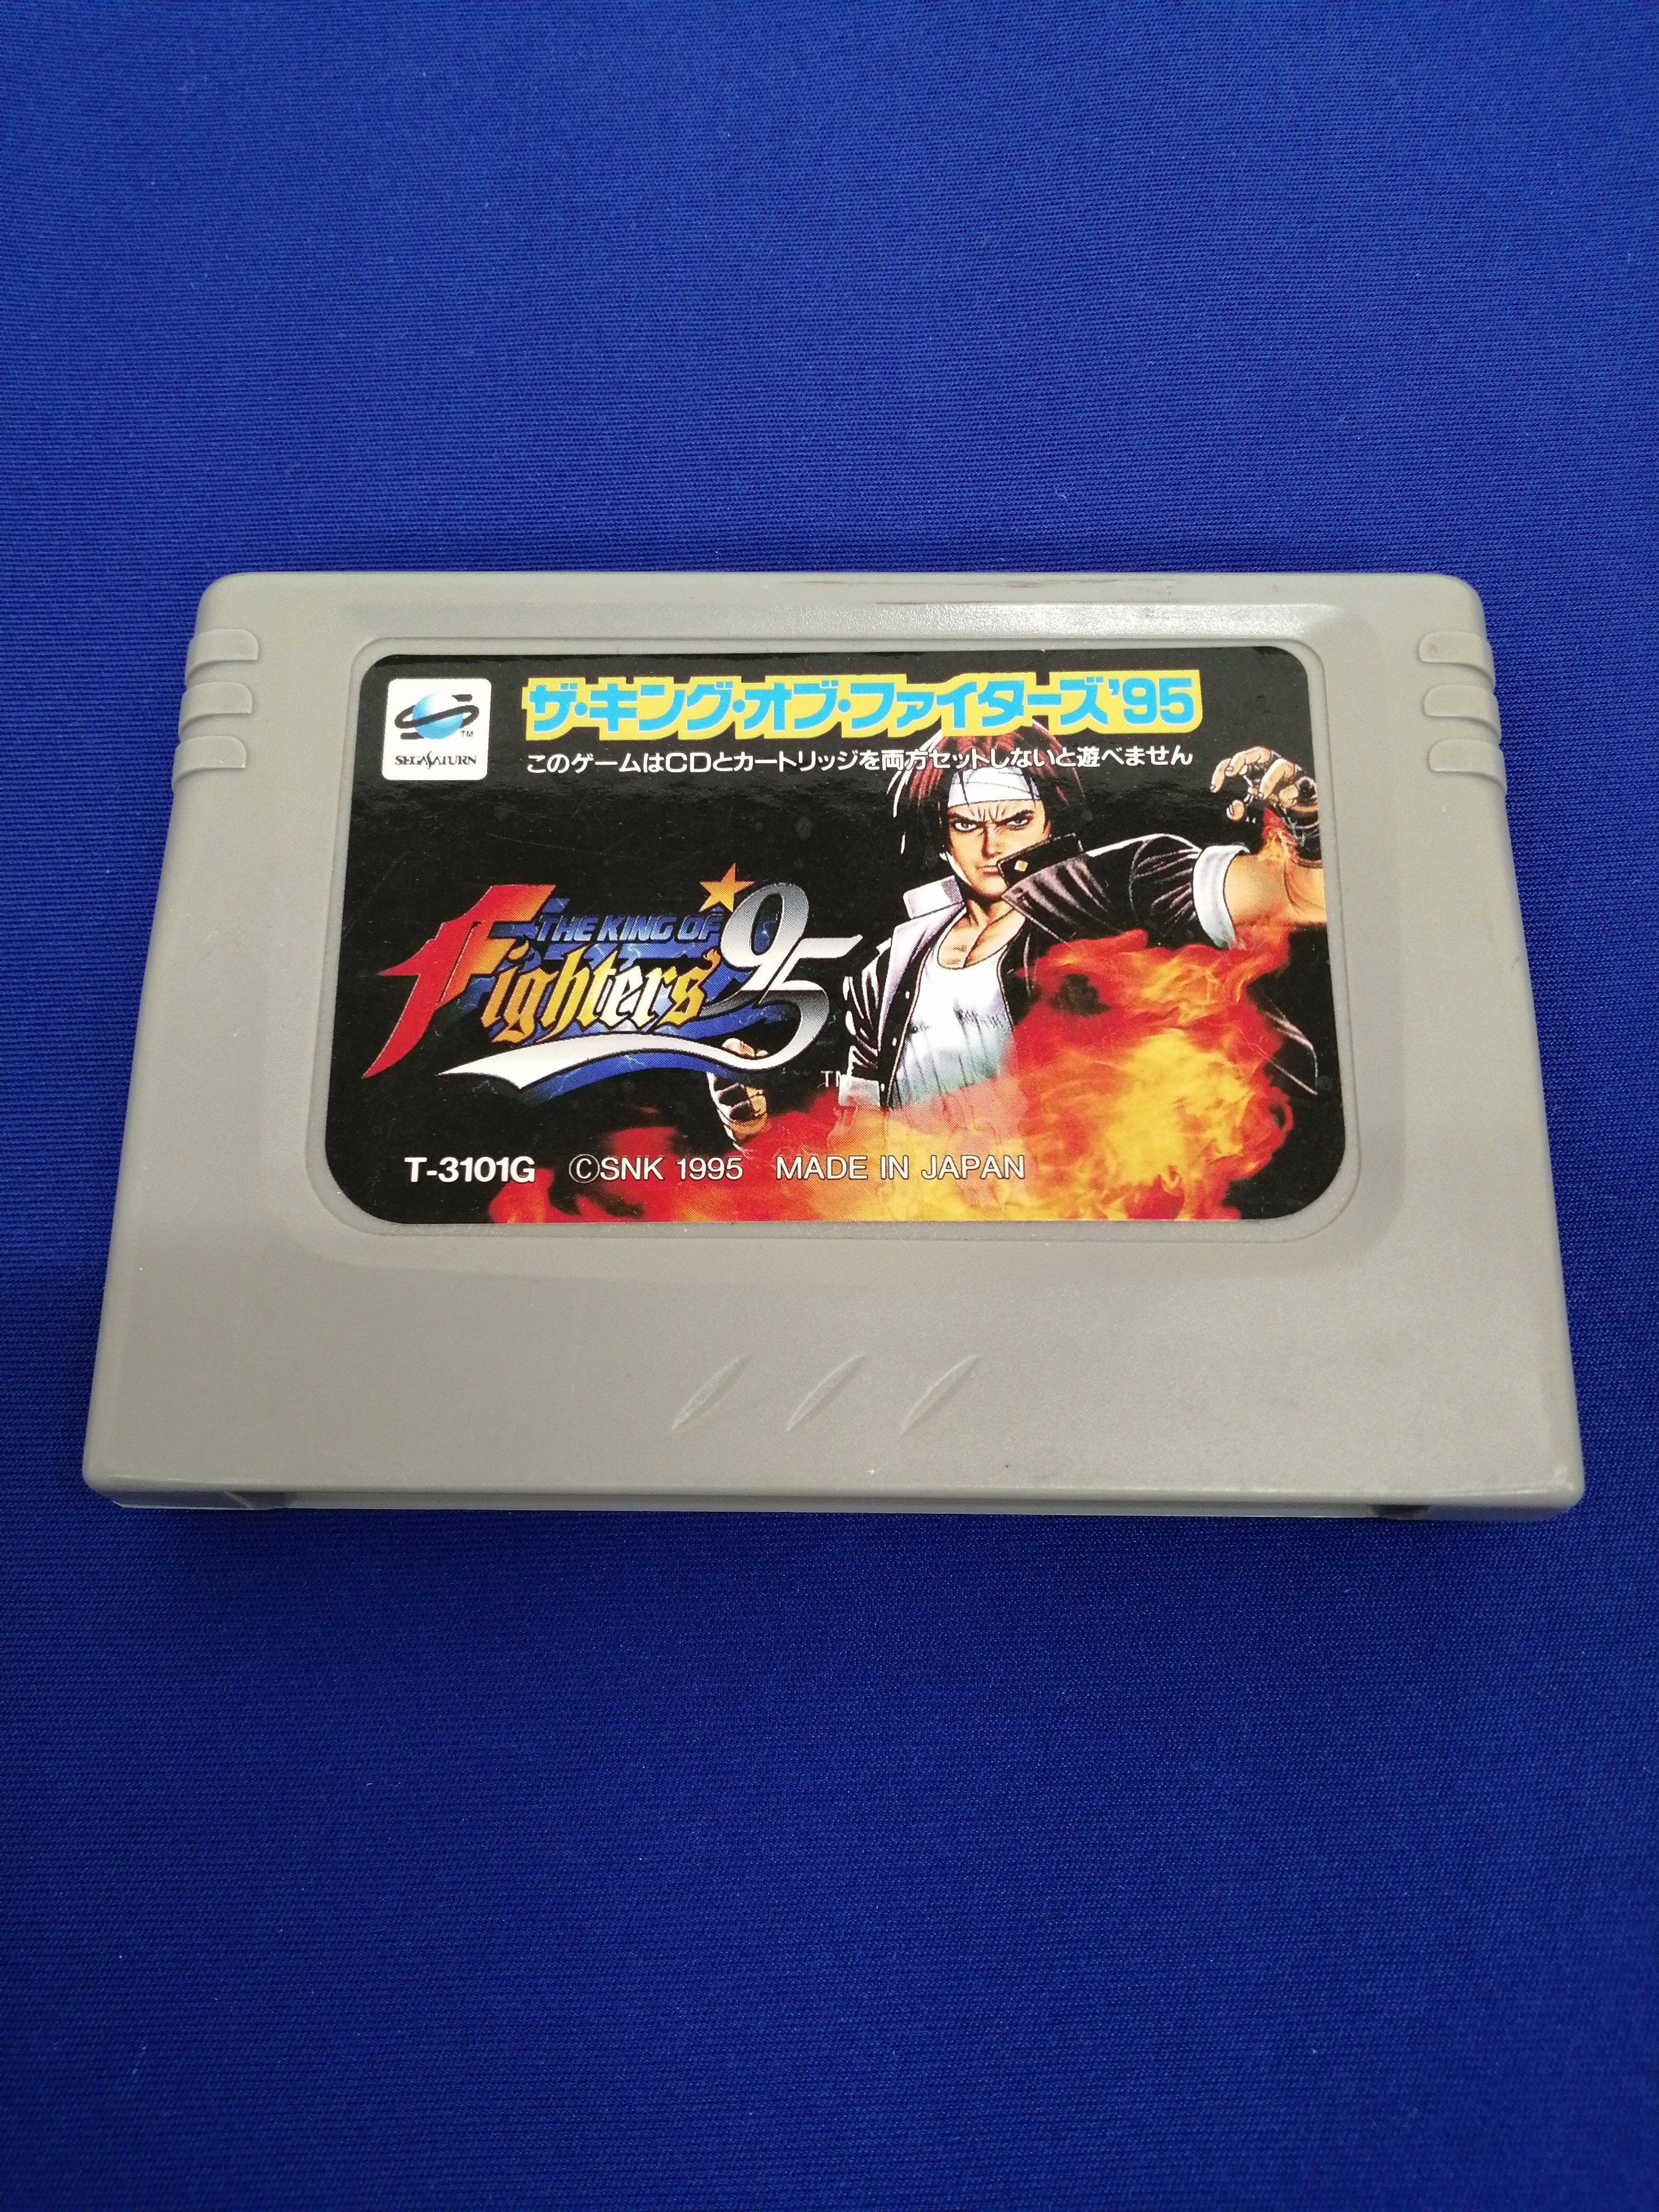 ザ・キング・オブ・ファイターズ'95
TM
SEGA SATURN
このゲームはCDとカートリッジを両方セットしないと遊べません
THE KING OF
Fighters '95
TM
T-3101G ©SNK 1995 MADE IN JAPAN